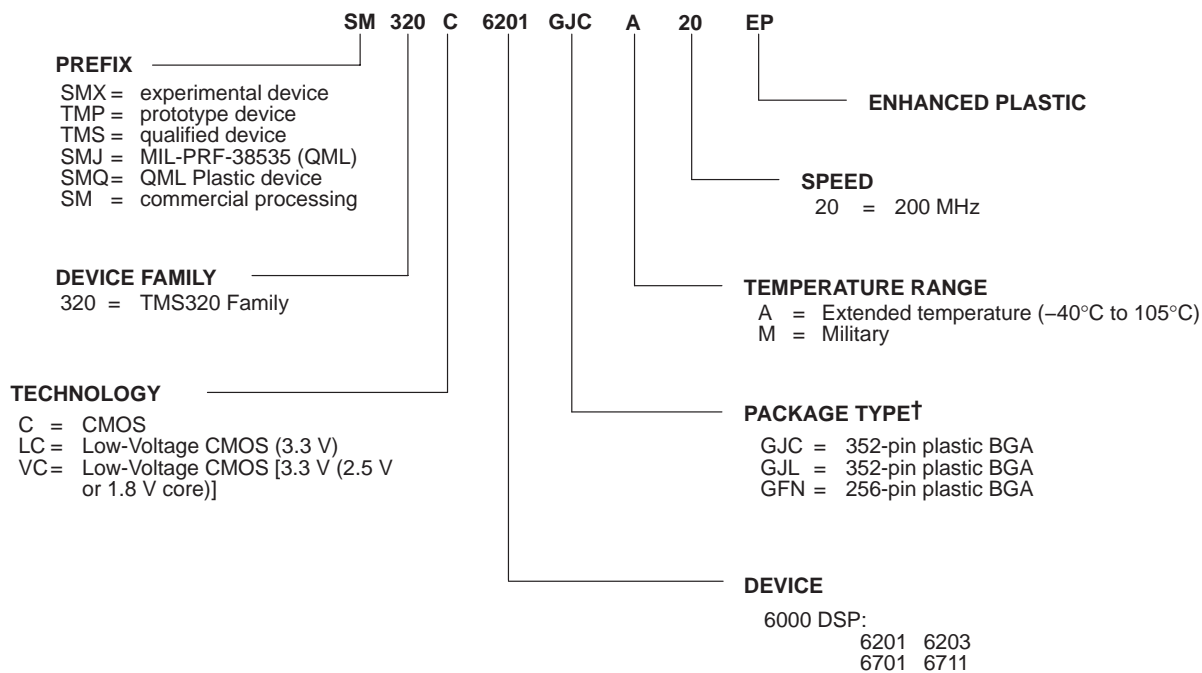 SM 320 C 6201 GJC A 20 EP
PREFIX
SMX = experimental device
TMP = prototype device
TMS = qualified device
SMJ = MIL-PRF-38535 (QML)
SMQ = QML Plastic device
SM = commercial processing
DEVICE FAMILY
320 = TMS320 Family
TECHNOLOGY
C = CMOS
LC = Low-Voltage CMOS (3.3 V)
VC = Low-Voltage CMOS [3.3 V (2.5 V
or 1.8 V core)]
ENHANCED PLASTIC
SPEED
20 = 200 MHz
TEMPERATURE RANGE
A = Extended temperature (−40°C to 105°C)
M = Military
PACKAGE TYPE†
GJC = 352-pin plastic BGA
GJL = 352-pin plastic BGA
GFN = 256-pin plastic BGA
DEVICE
6000 DSP:
6201 6203
6701 6711